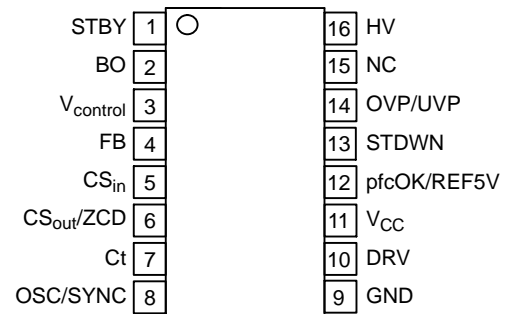 STBY 1 16 HV
BO 2 15 NC
Vcontrol 3 14 OVP/UVP
FB 4 13 STDWN
CSin 5 12 pfcOK/REF5V
CSout/ZCD 6 11 VCC
Ct 7 10 DRV
OSC/SYNC 8 9 GND